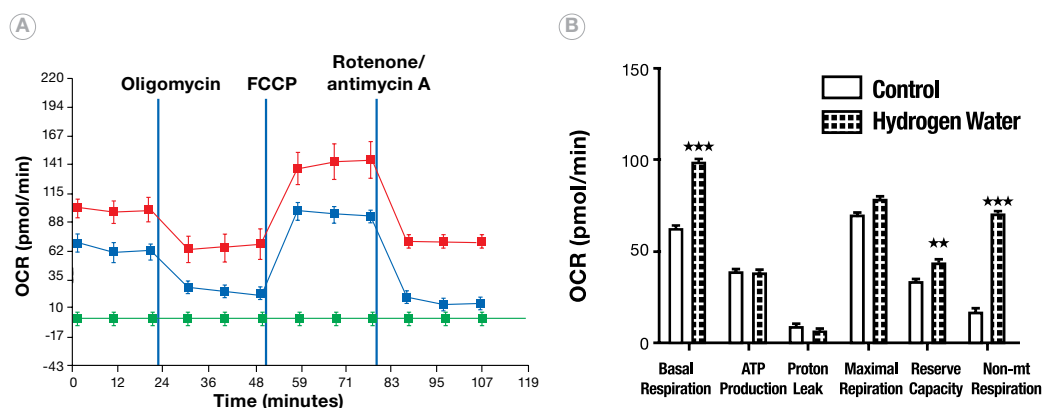 A
Oligomycin
FCCP
Rotenone/
antimycin A
OCR (pmol/min)
220
194
167
141
115
88
62
35
10
-17
-43
0 12 24 36 48 51 71 83 95 107 119
Time (minutes)
B
OCR (pmol/min)
150
100
50
0
Control
Hydrogen Water
★★★
★★
★★★
Basal
Respiration
ATP
Production
Proton
Leak
Maximal
Repiration
Reserve
Capacity
Non-mt
Respiration